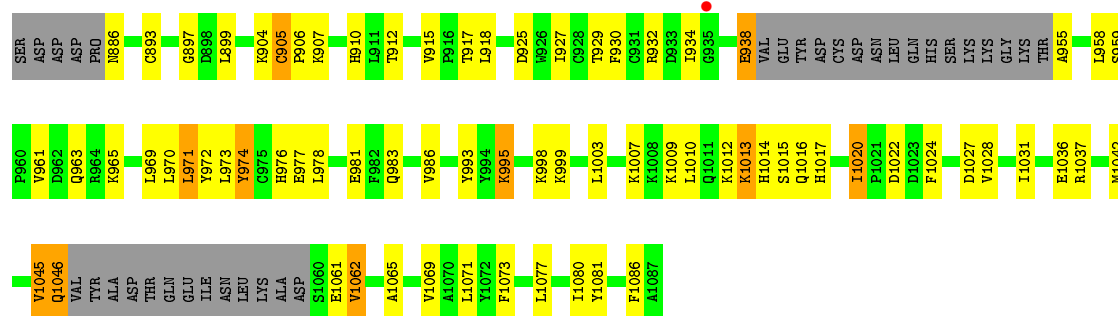 SER ASP ASP ASP PRO N886 C893 G897 D898 L899 K904 C905 P906 K907 H910 L911 T912 V915 P916 T917 L918 D925 W926 I927 C928 T929 F930 C931 R932 D933 I934 G935 E938 VAL GLU TYR ASP CYS ASP ASN LEU GLN HIS SER LYS LYS GLY LYS THR A955 L958 S959
P960 V961 D962 Q963 R964 K965 L969 L970 L971 Y972 L973 Y974 C975 H976 E977 L978 E981 F982 Q983 V986 Y993 Y994 K995 K998 K999 L1003 K1007 K1008 K1009 L1010 Q1011 K1012 K1013 H1014 S1015 Q1016 H1017 I1020 P1021 D1022 D1023 F1024 D1027 V1028 I1031 E1036 R1037 M1042
V1045 Q1046 VAL TYR ALA ASP THR GLN GLU ILE ASN LEU LYS ALA ASP S1060 E1061 V1062 A1065 V1069 A1070 L1071 Y1072 F1073 L1077 I1080 Y1081 F1086 A1087